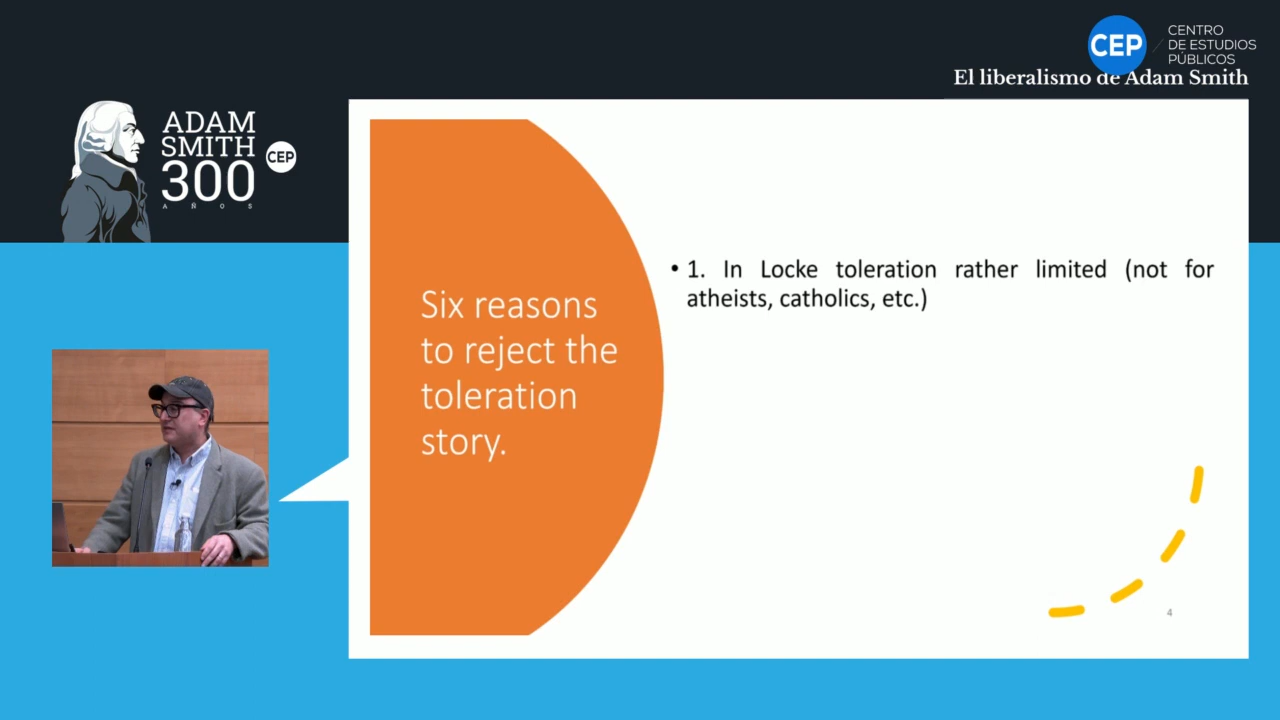 CEP
CENTRO
DE ESTUDIOS
PÚBLICOS
El liberalismo de Adam Smith
ADAM
SMITH
300
AÑOS
CEP
Six reasons
to reject the
toleration
story.
• 1. In Locke toleration rather limited (not for
atheists, catholics, etc.)
4